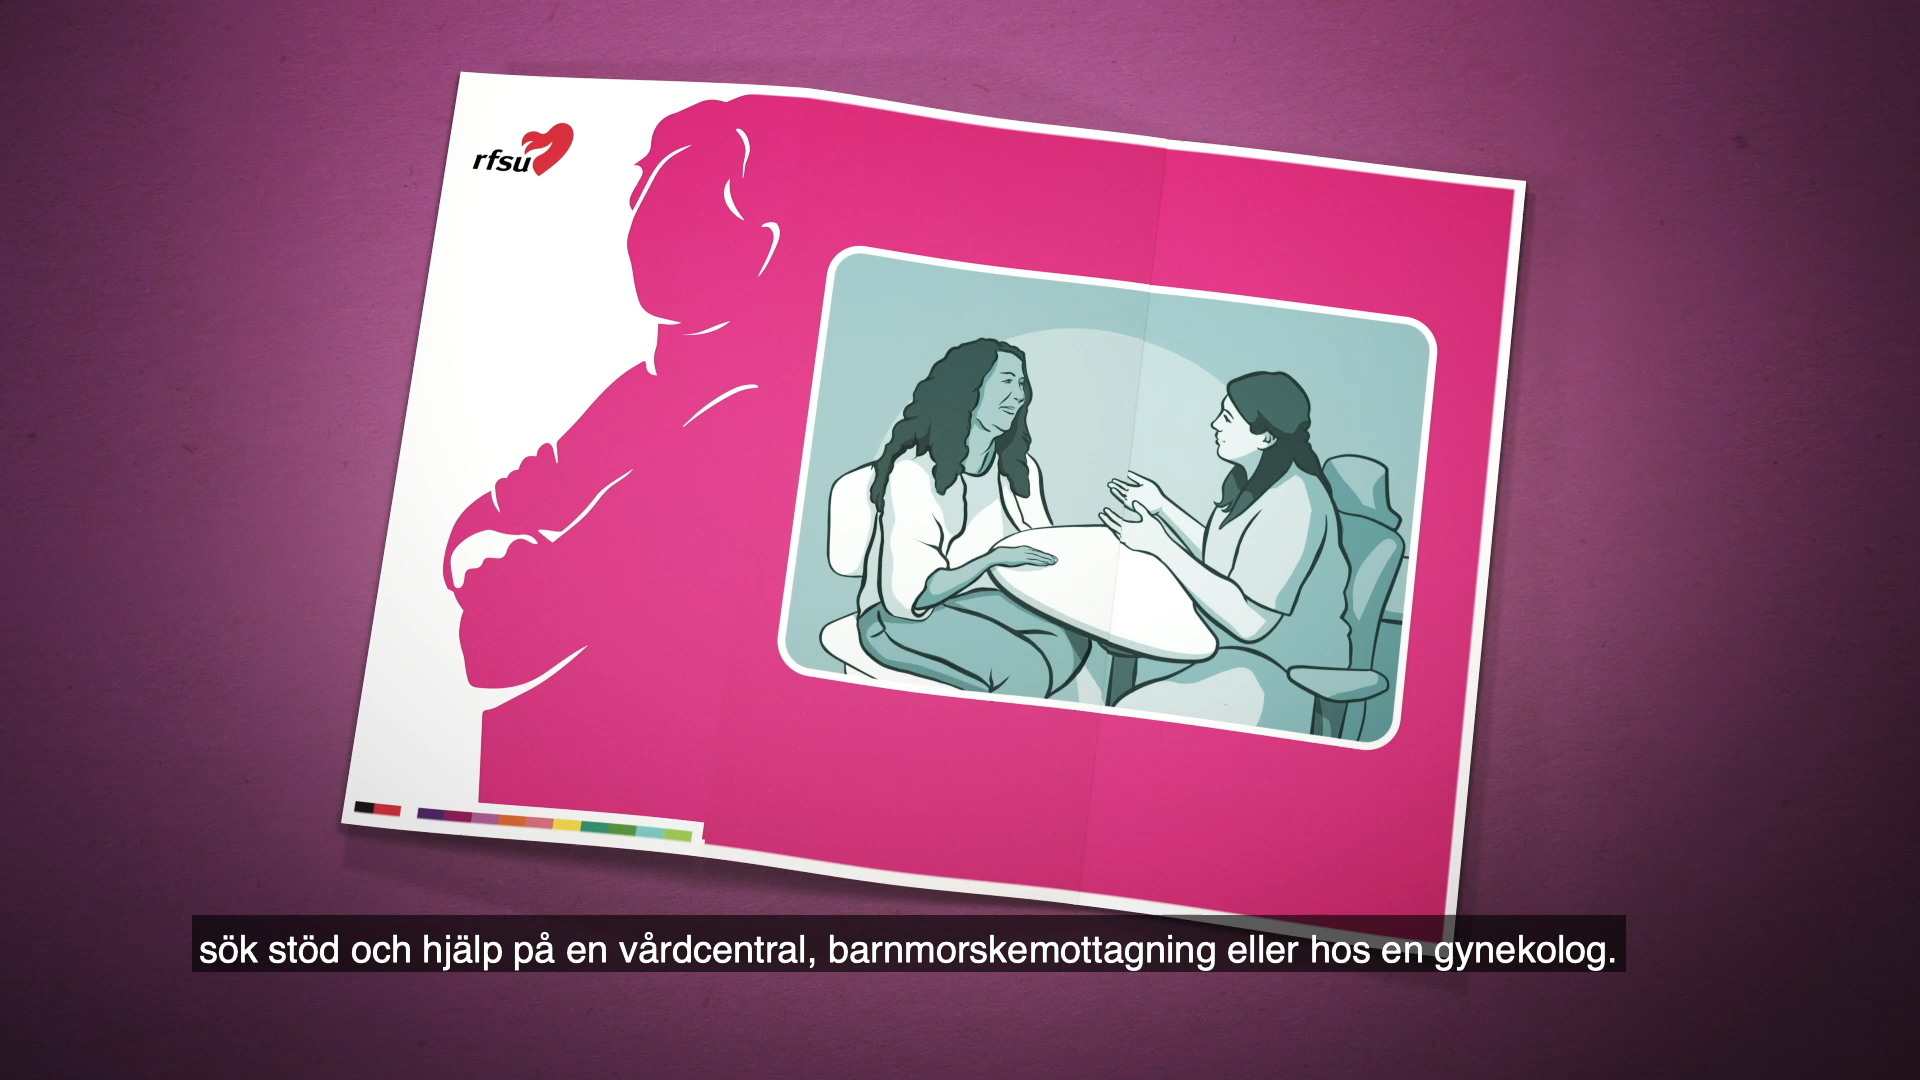 rfsu
sök stöd och hjälp på en vårdcentral, barnmorskemottagning eller hos en gynekolog.